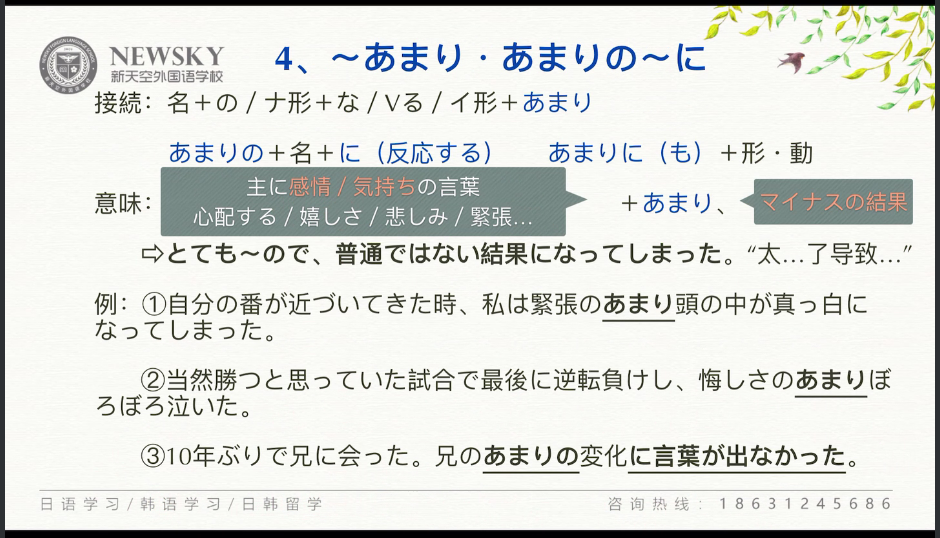 NEWSKY
新天空外国语学校
4、～あまり・あまりの～に
接続：名＋の / ナ形＋な / Vる / イ形＋あまり
あまりの＋名＋に（反応する） あまりに（も）＋形・動
意味：
主に感情 / 気持ちの言葉
心配する / 嬉しさ / 悲しみ / 緊張…
＋あまり、
マイナスの結果
⇨とても～ので、普通ではない結果になってしまった。“太…了导致…”
例：①自分の番が近づいてきた時、私は緊張のあまり頭の中が真っ白に
なってしまった。
②当然勝つと思っていた試合で最後に逆転負けし、悔しさのあまりぼ
ろぼろ泣いた。
③10年ぶりで兄に会った。兄のあまりの変化に言葉が出なかった。
日语学习/韩语学习/日韩留学
咨询热线：18631245686